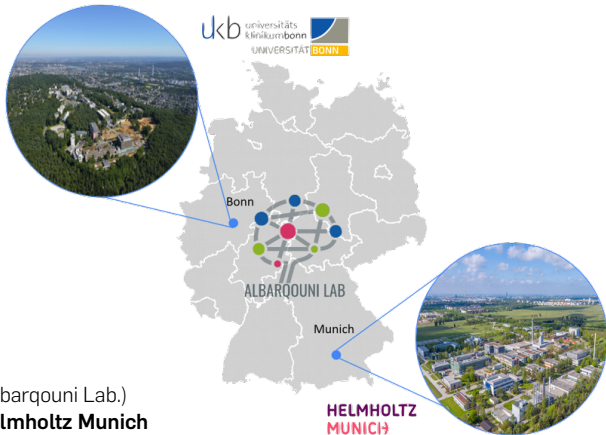 ukb universitäts
klinikumbonn
UNIVERSITÄT BONN
Bonn
ALBARQOUNI LAB
Munich
barqouni Lab.)
lmholtz Munich
HELMHOLTZ
MUNICH